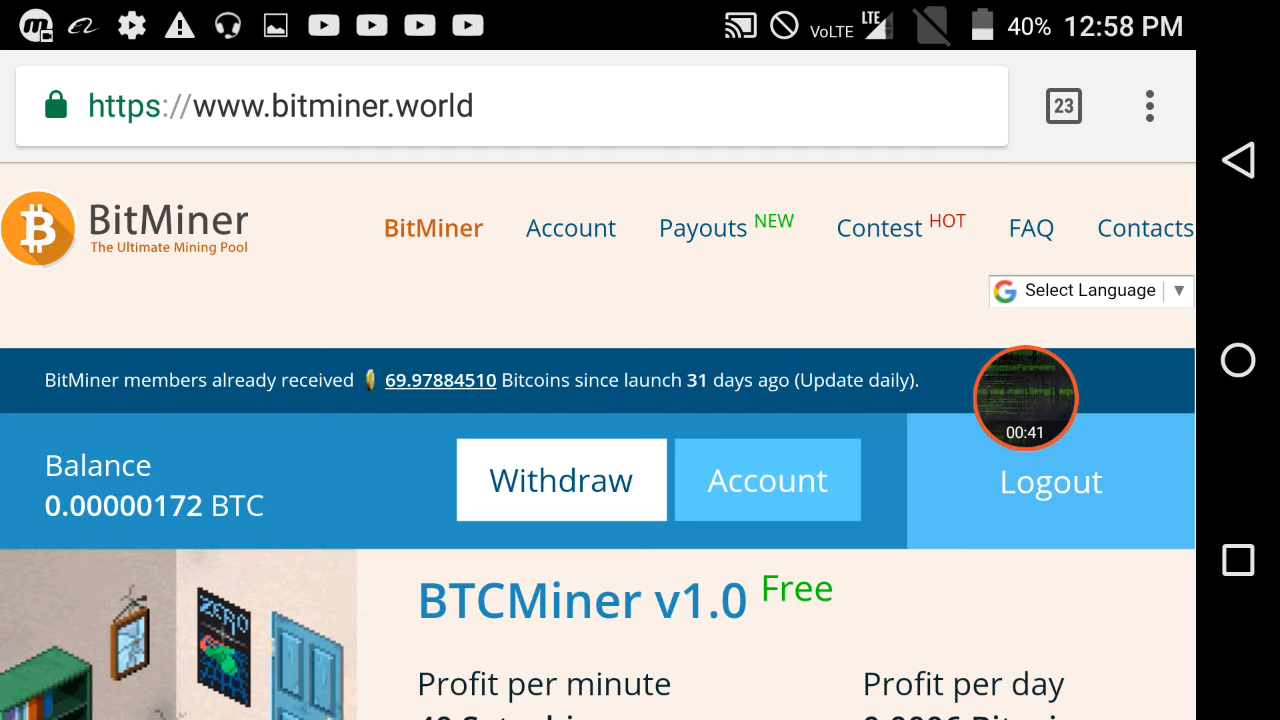 VoLTE LTE 40% 12:58 PM
https://www.bitminer.world 23
BitMiner
The Ultimate Mining Pool
BitMiner Account Payouts NEW Contest HOT FAQ Contacts
Select Language ▼
BitMiner members already received 69.97884510 Bitcoins since launch 31 days ago (Update daily).
00:41
Balance
0.00000172 BTC
Withdraw Account Logout
BTCMiner v1.0 Free
ZERO
Profit per minute Profit per day